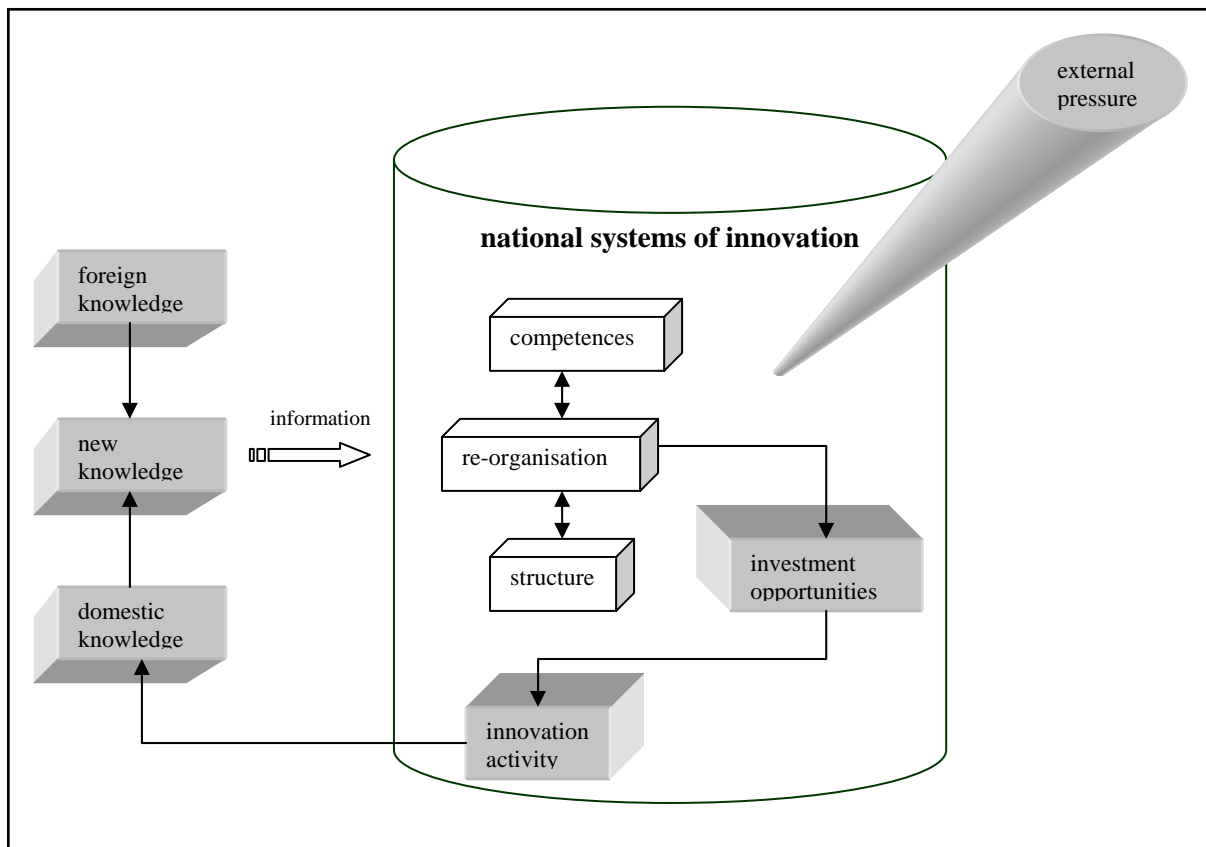 external
pressure
national systems of innovation
foreign
knowledge
competences
information
new
knowledge
re-organisation
investment
opportunities
structure
domestic
knowledge
innovation
activity